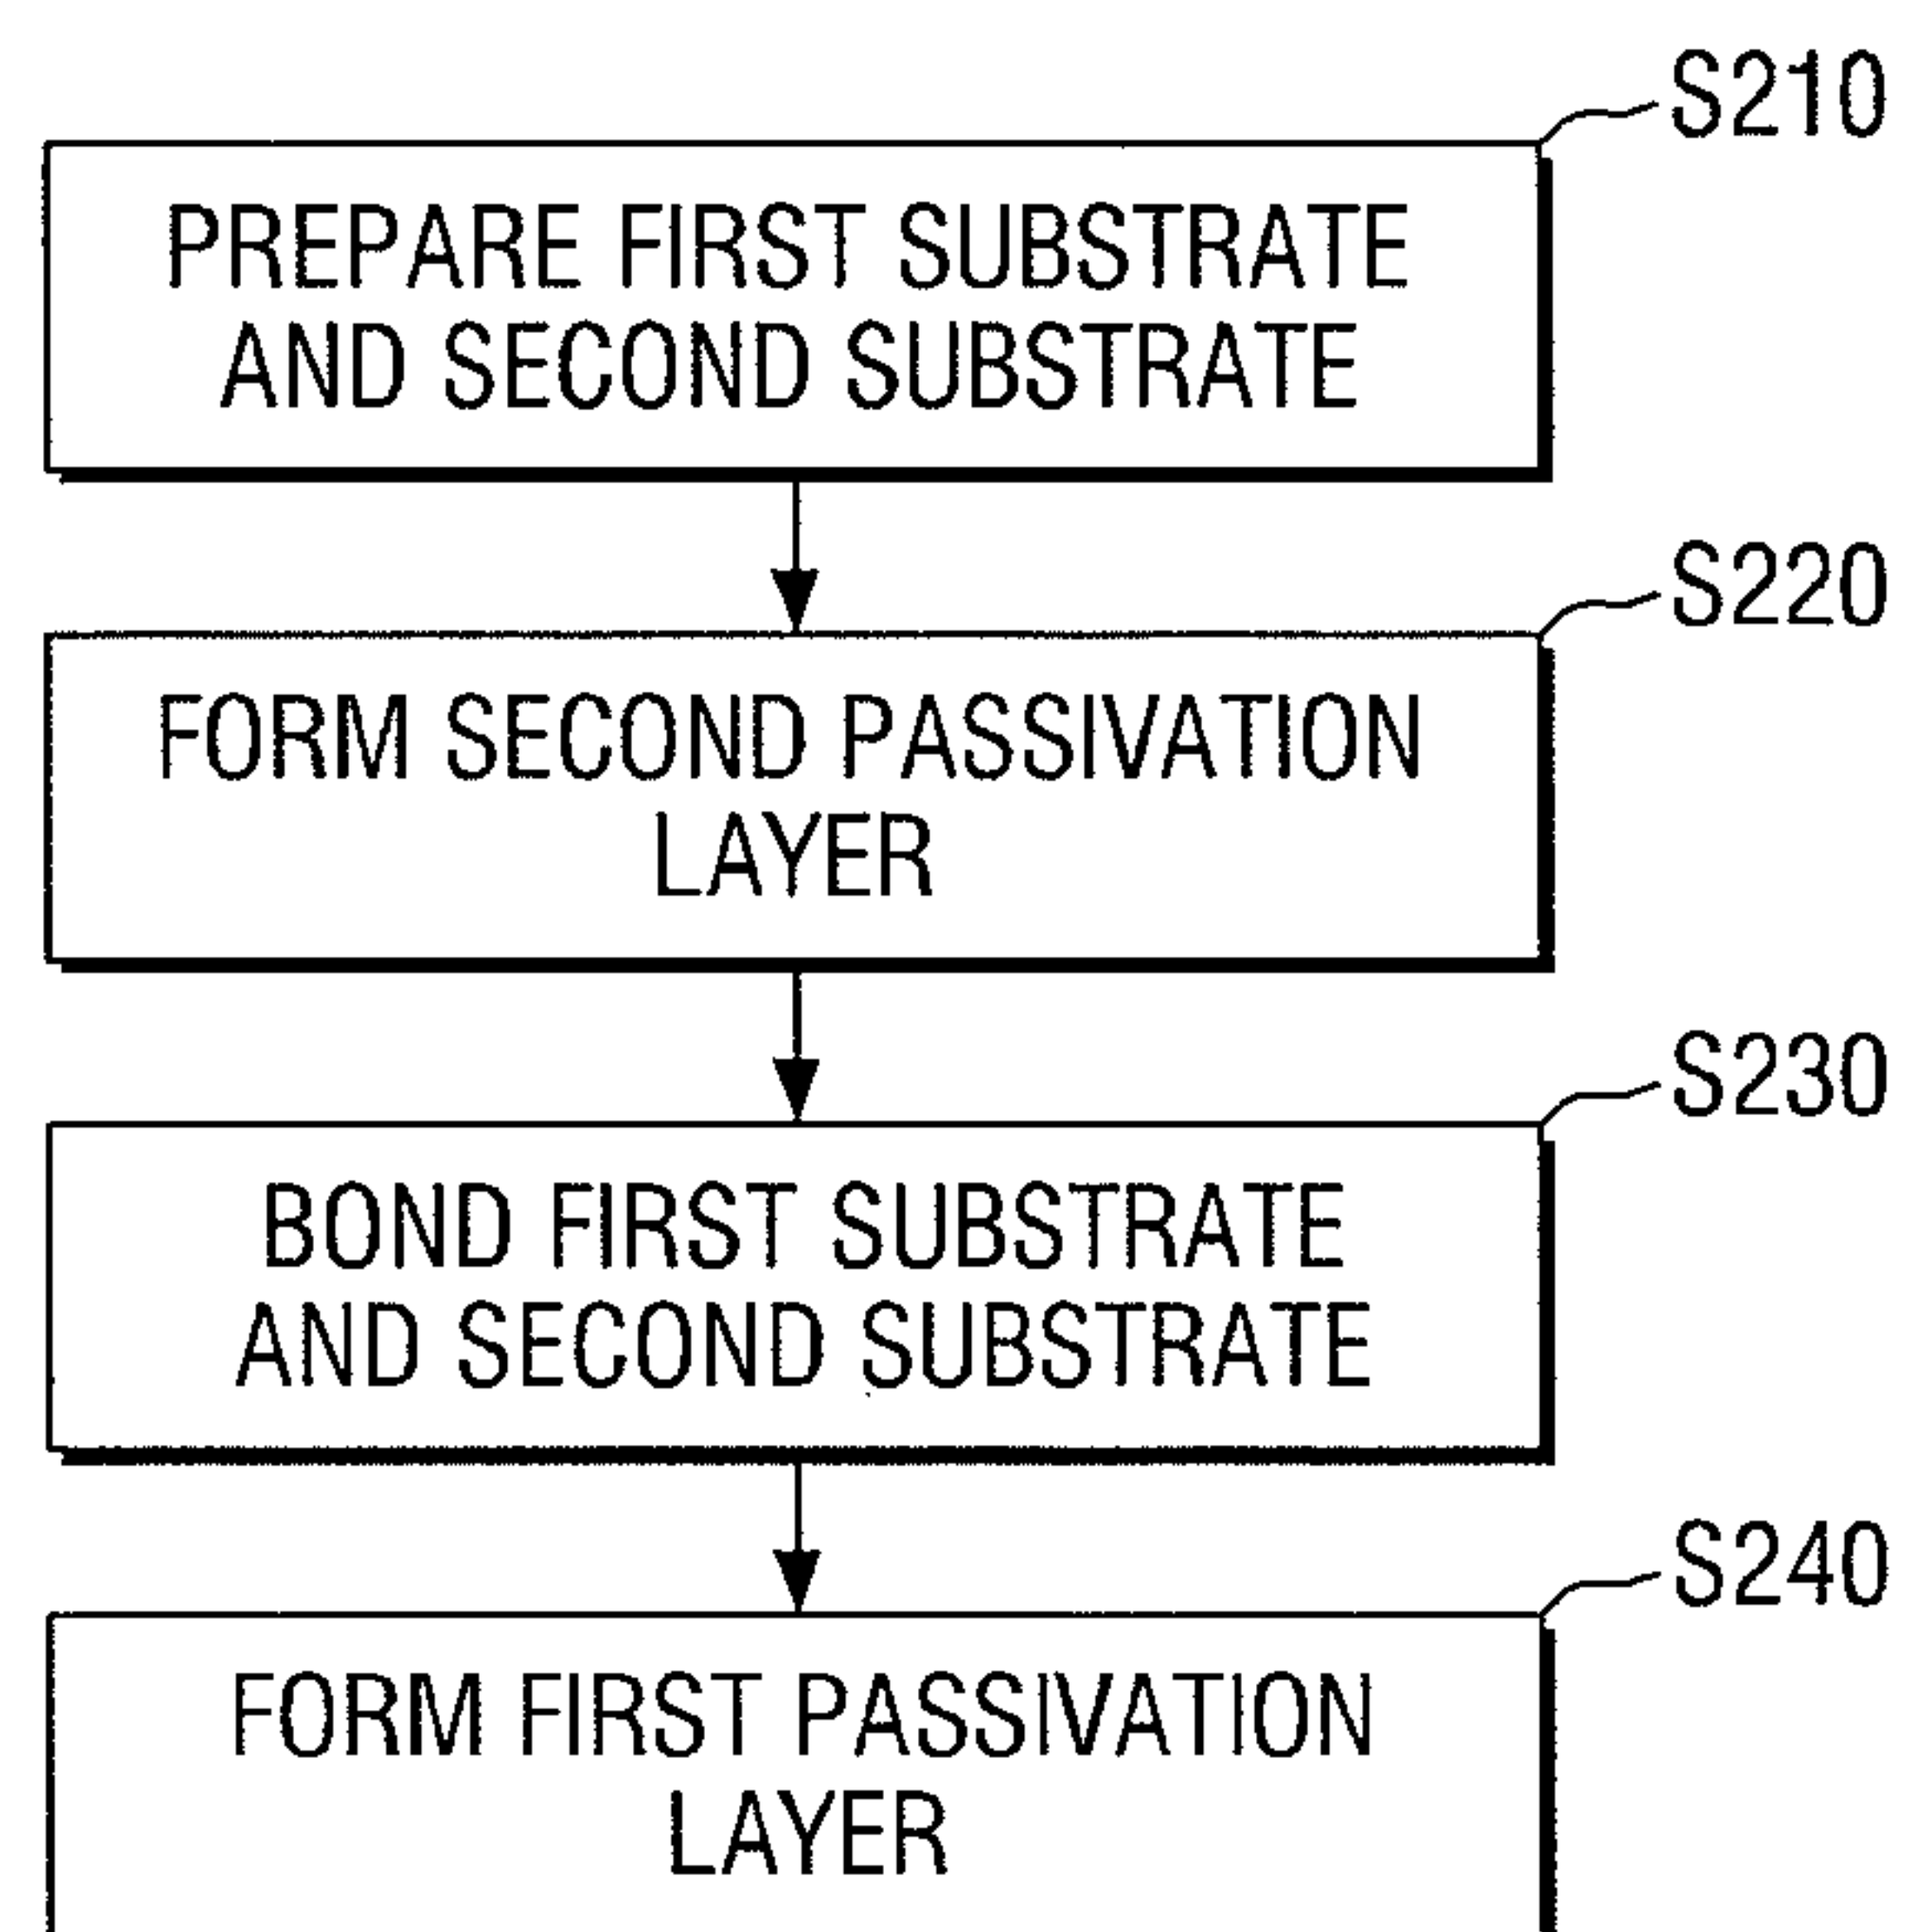 S210
PREPARE FIRST SUBSTRATE
AND SECOND SUBSTRATE
S220
FORM SECOND PASSIVATION
LAYER
S230
BOND FIRST SUBSTRATE
AND SECOND SUBSTRATE
S240
FORM FIRST PASSIVATION
LAYER